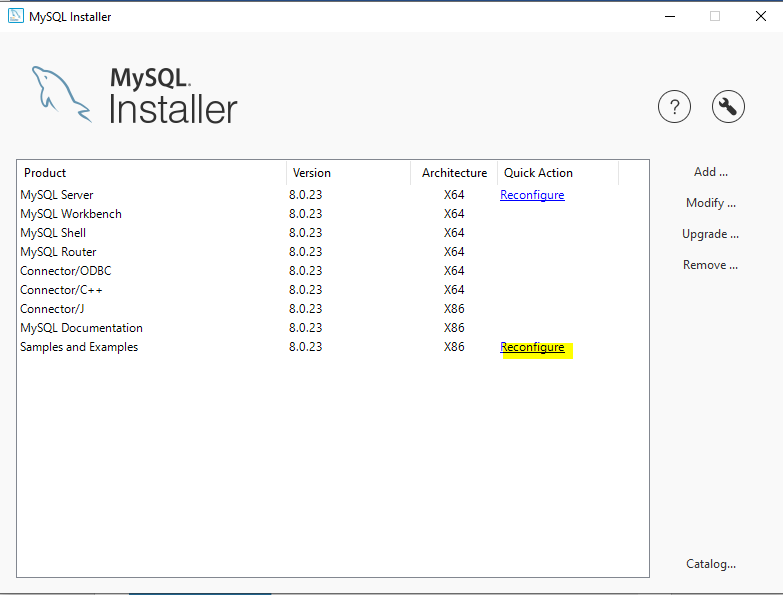 MySQL Installer
MySQL.
Installer
?
Product Version Architecture Quick Action
MySQL Server 8.0.23 X64 Reconfigure
MySQL Workbench 8.0.23 X64
MySQL Shell 8.0.23 X64
MySQL Router 8.0.23 X64
Connector/ODBC 8.0.23 X64
Connector/C++ 8.0.23 X64
Connector/J 8.0.23 X86
MySQL Documentation 8.0.23 X86
Samples and Examples 8.0.23 X86 Reconfigure
Add ...
Modify ...
Upgrade ...
Remove ...
Catalog...